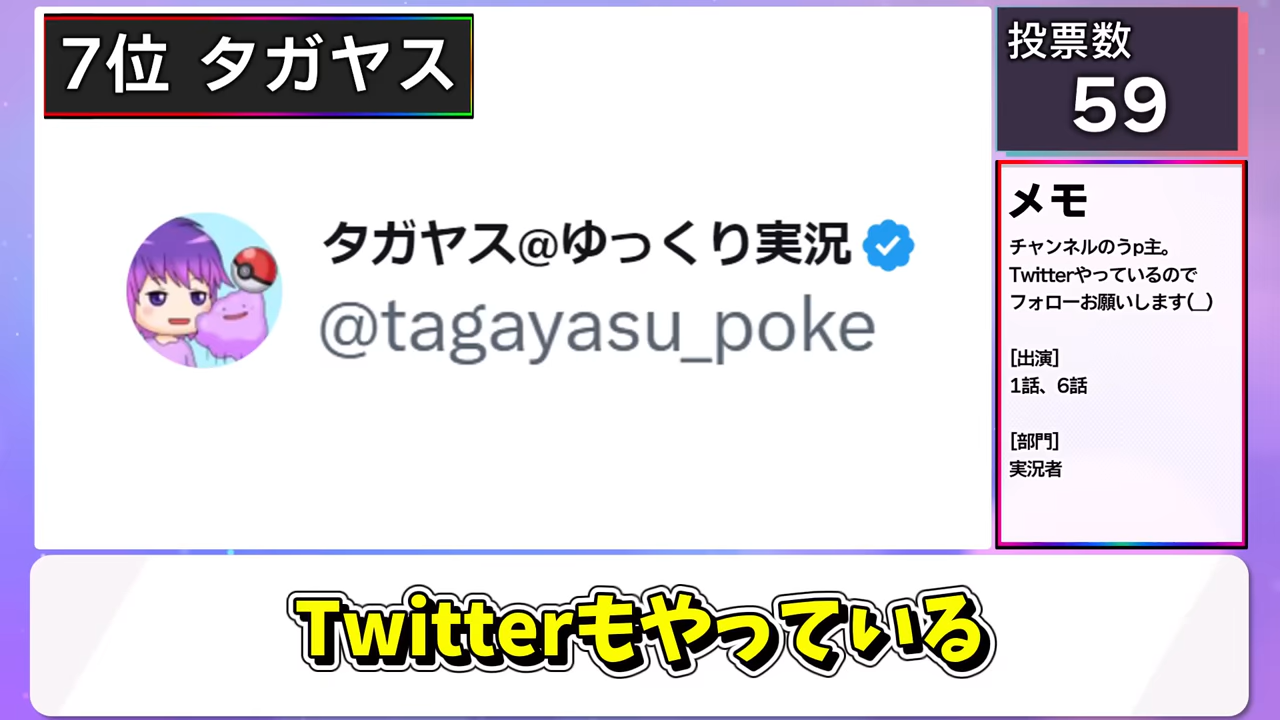 7位 タガヤス
投票数
59
タガヤス@ゆっくり実況
@tagayasu_poke
メモ
チャンネルのうp主。
Twitterやっているので
フォローお願いします(__)
[出演]
1話、6話
[部門]
実況者
Twitterもやっている